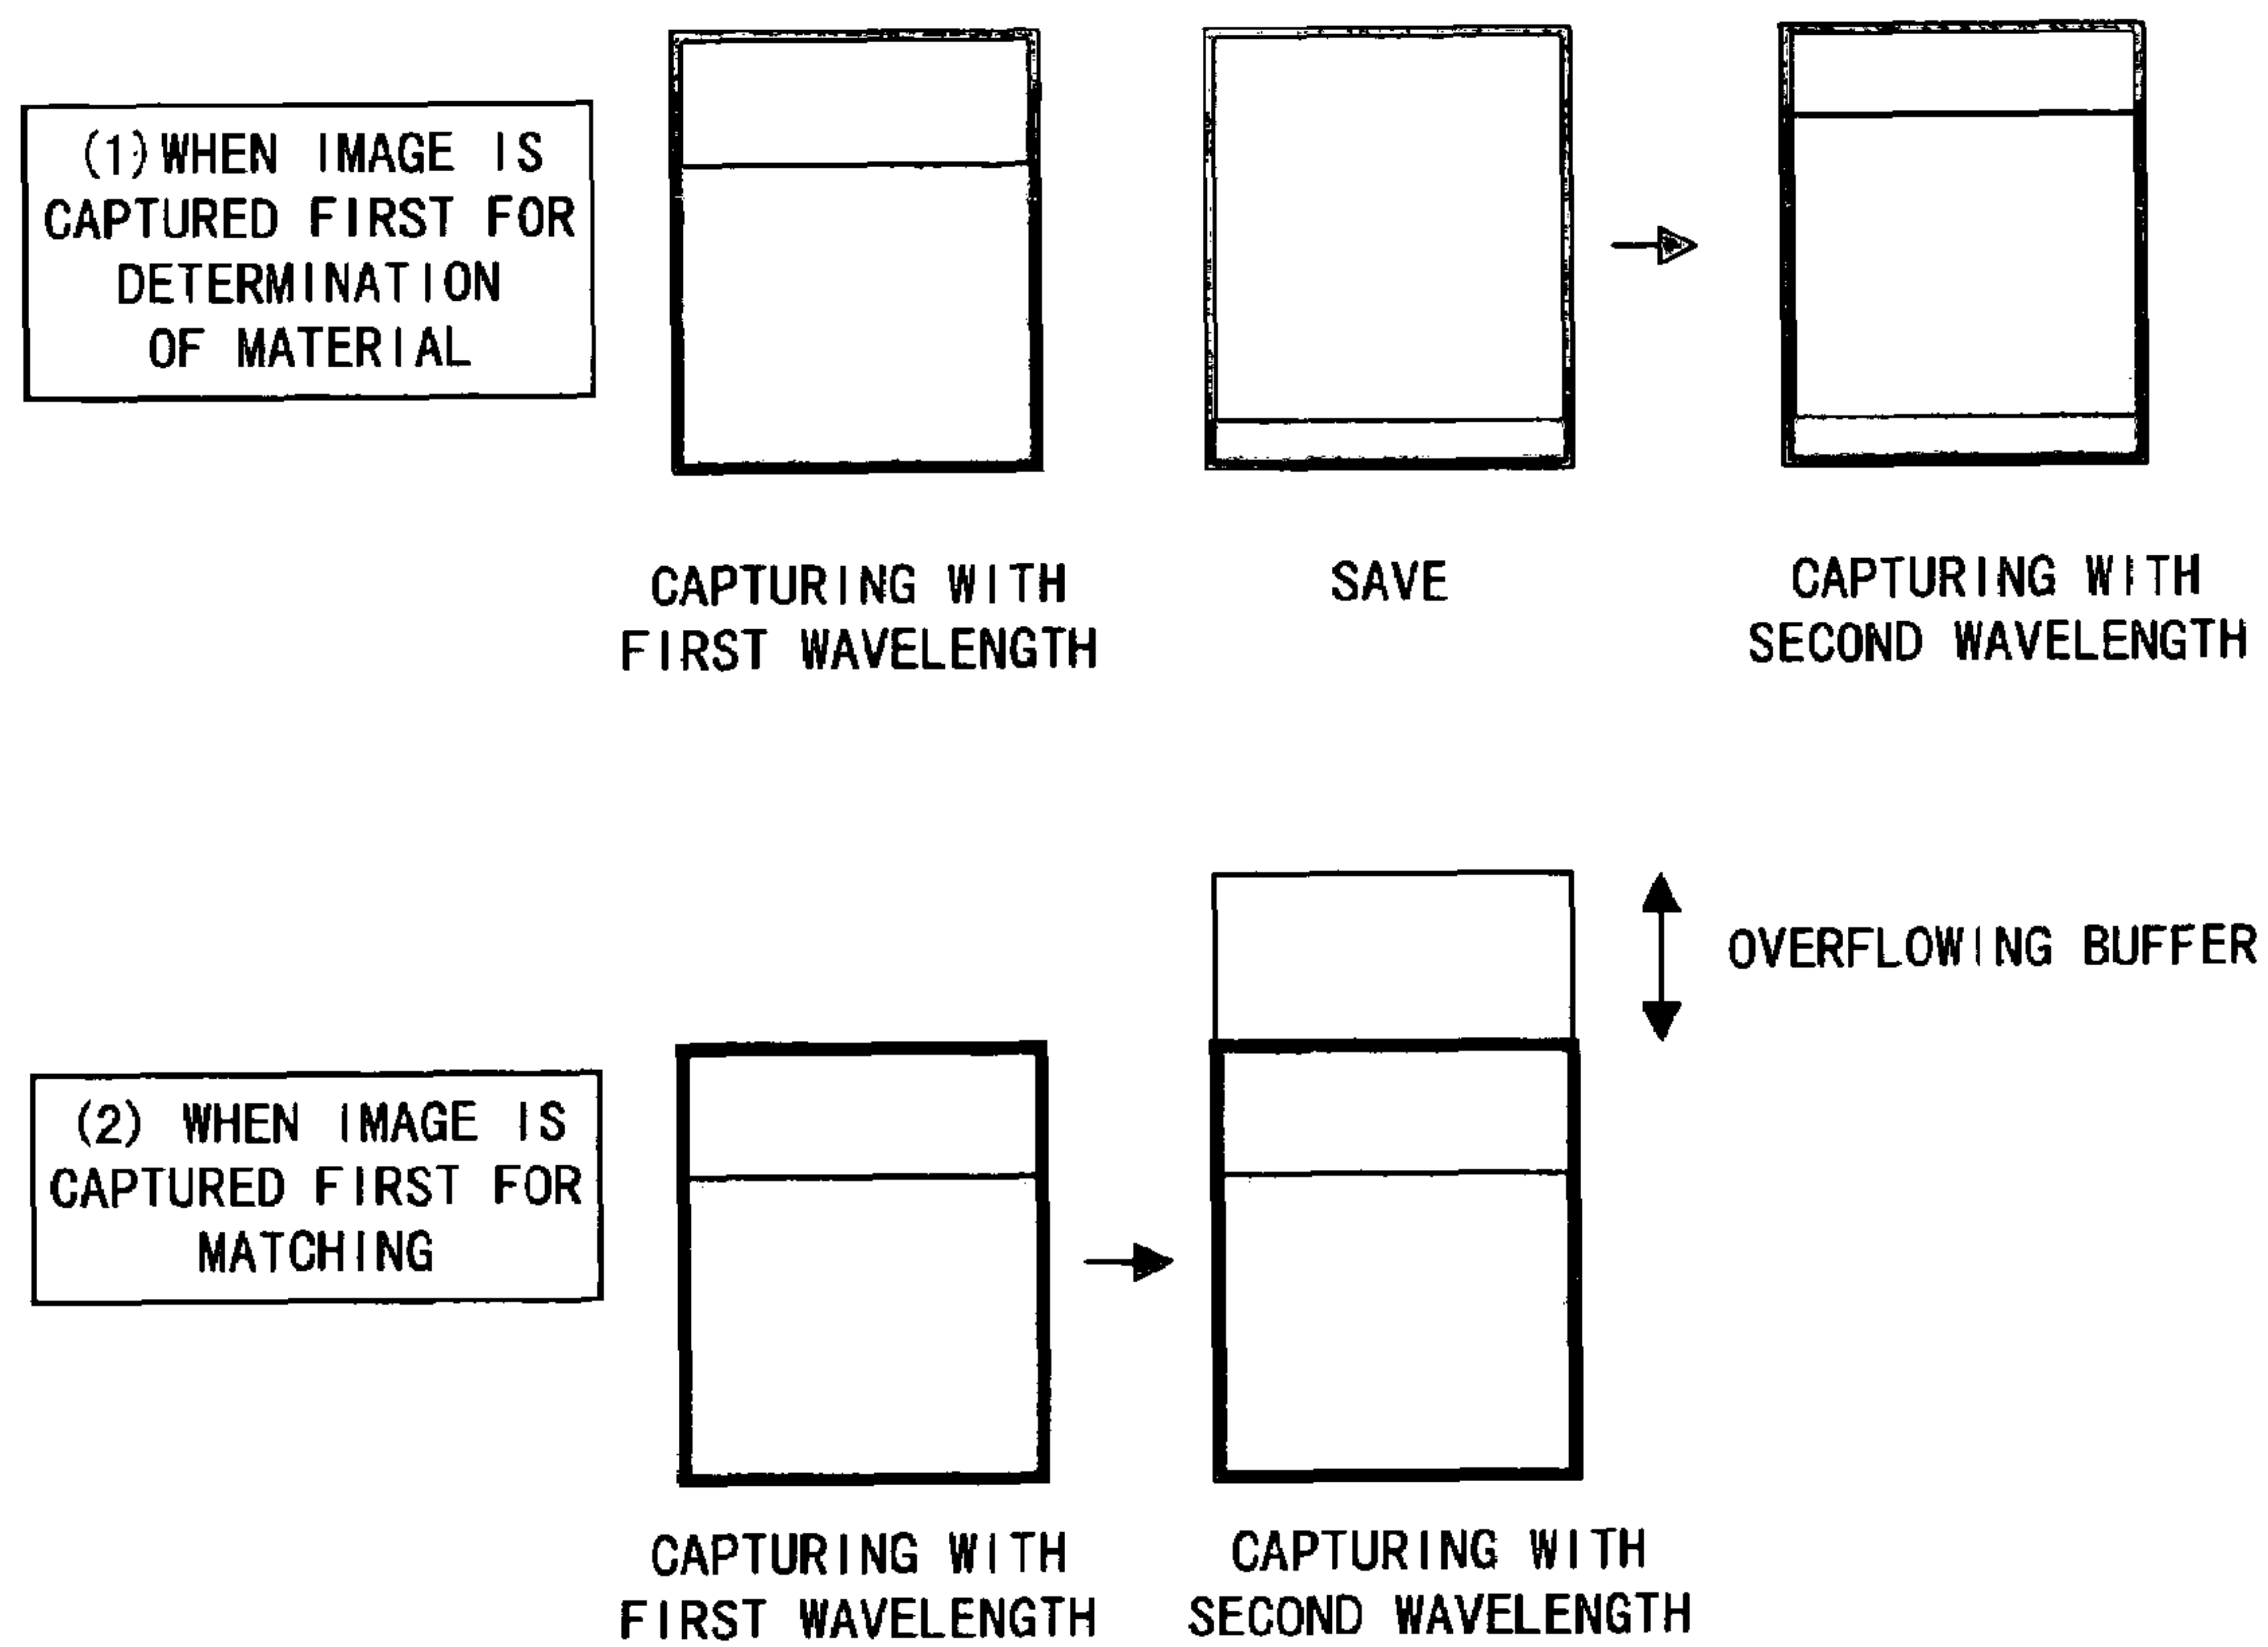 (1) WHEN IMAGE IS
CAPTURED FIRST FOR
DETERMINATION
OF MATERIAL
CAPTURING WITH
FIRST WAVELENGTH
SAVE
CAPTURING WITH
SECOND WAVELENGTH
OVERFLOWING BUFFER
(2) WHEN IMAGE IS
CAPTURED FIRST FOR
MATCHING
CAPTURING WITH
FIRST WAVELENGTH
CAPTURING WITH
SECOND WAVELENGTH